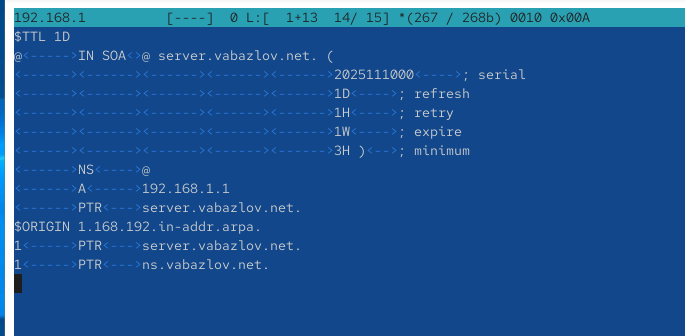 192.168.1 [----] 0 L:[ 1+13 14/ 15] *(267 / 268b) 0010 0x00A
$TTL 1D
@<----->IN SOA<>@ server.vabazlov.net. (
<-----><-----><-----><-----><----->2025111000<---->; serial
<-----><-----><-----><-----><----->1D<---->; refresh
<-----><-----><-----><-----><----->1H<---->; retry
<-----><-----><-----><-----><----->1W<---->; expire
<-----><-----><-----><-----><----->3H )<-->; minimum
<----->NS<---->@
<----->A<----->192.168.1.1
<----->PTR<--->server.vabazlov.net.
$ORIGIN 1.168.192.in-addr.arpa.
1<----->PTR<--->server.vabazlov.net.
1<----->PTR<--->ns.vabazlov.net.